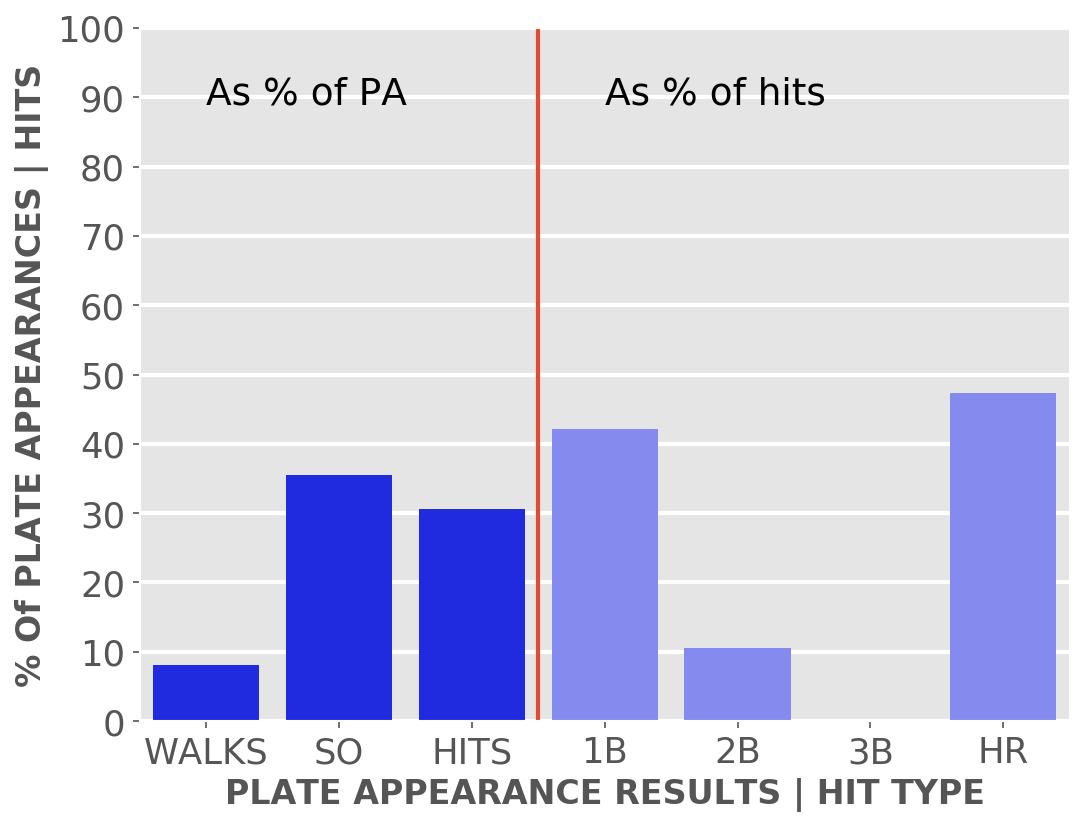 % Of PLATE APPEARANCES | HITS
100
90
80
70
60
50
40
30
20
10
0
As % of PA
As % of hits
WALKS SO HITS 1B 2B 3B HR
PLATE APPEARANCE RESULTS | HIT TYPE